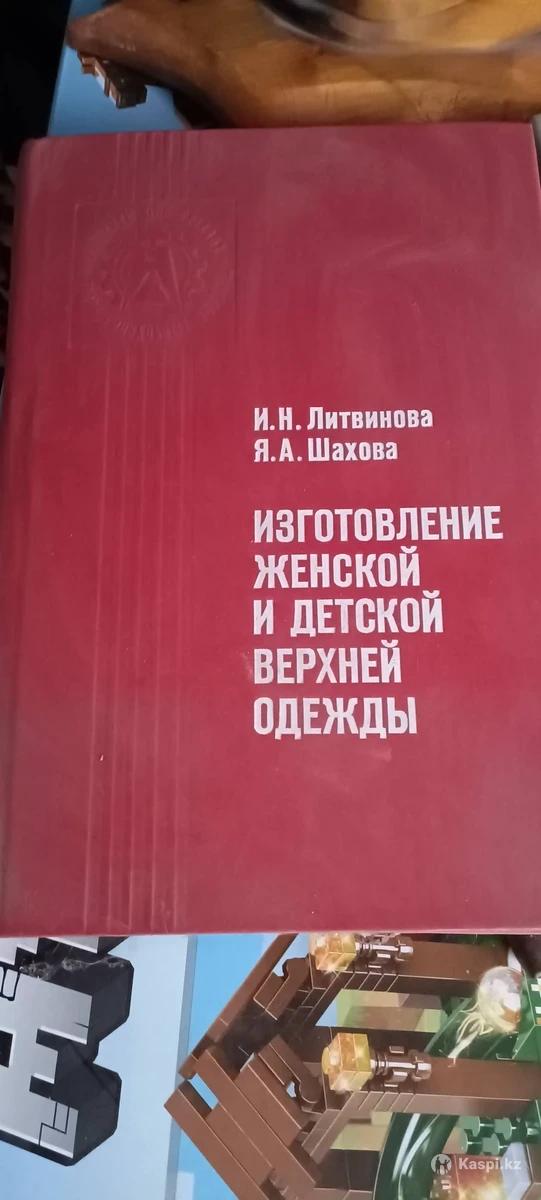 И.Н. Литвинова
Я.А. Шахова
ИЗГОТОВЛЕНИЕ
ЖЕНСКОЙ
И ДЕТСКОЙ
ВЕРХНЕЙ
ОДЕЖДЫ
Kaspi.kz